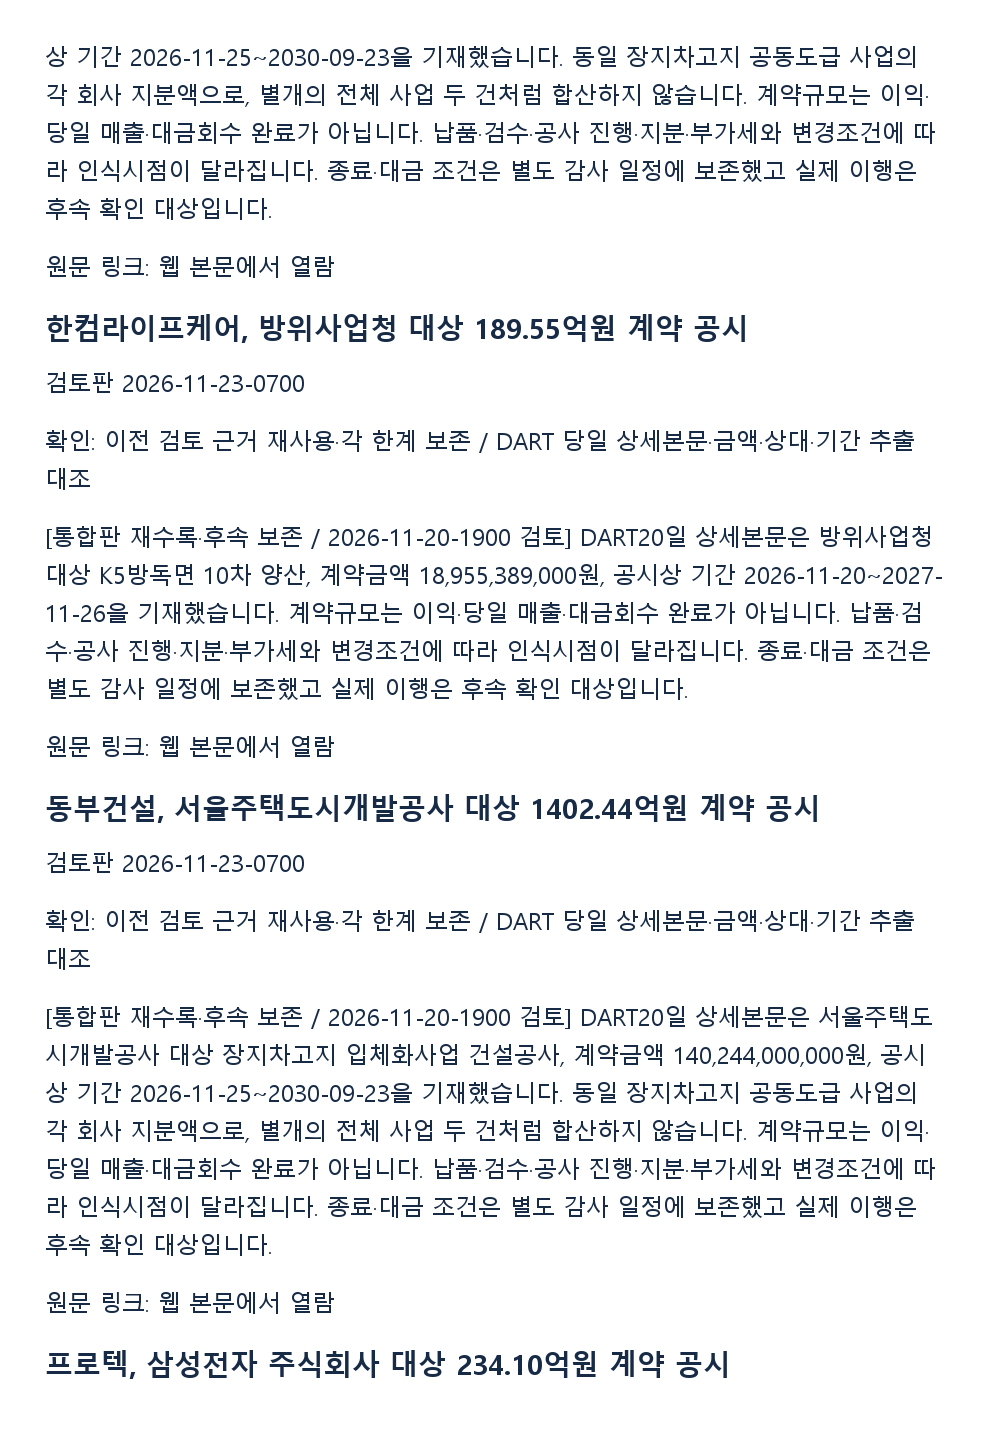 상 기간 2026-11-25~2030-09-23을 기재했습니다. 동일 장지차고지 공동도급 사업의
각 회사 지분액으로, 별개의 전체 사업 두 건처럼 합산하지 않습니다. 계약규모는 이익·
당일 매출·대금회수 완료가 아닙니다. 납품·검수·공사 진행·지분·부가세와 변경조건에 따
라 인식시점이 달라집니다. 종료·대금 조건은 별도 감사 일정에 보존했고 실제 이행은
후속 확인 대상입니다.
원문 링크: 웹 본문에서 열람
한컴라이프케어, 방위사업청 대상 189.55억원 계약 공시
검토판 2026-11-23-0700
확인: 이전 검토 근거 재사용·각 한계 보존 / DART 당일 상세본문·금액·상대·기간 추출
대조
[통합판 재수록·후속 보존 / 2026-11-20-1900 검토] DART20일 상세본문은 방위사업청
대상 K5방독면 10차 양산, 계약금액 18,955,389,000원, 공시상 기간 2026-11-20~2027-
11-26을 기재했습니다. 계약규모는 이익·당일 매출·대금회수 완료가 아닙니다. 납품·검
수·공사 진행·지분·부가세와 변경조건에 따라 인식시점이 달라집니다. 종료·대금 조건은
별도 감사 일정에 보존했고 실제 이행은 후속 확인 대상입니다.
원문 링크: 웹 본문에서 열람
동부건설, 서울주택도시개발공사 대상 1402.44억원 계약 공시
검토판 2026-11-23-0700
확인: 이전 검토 근거 재사용·각 한계 보존 / DART 당일 상세본문·금액·상대·기간 추출
대조
[통합판 재수록·후속 보존 / 2026-11-20-1900 검토] DART20일 상세본문은 서울주택도
시개발공사 대상 장지차고지 입체화사업 건설공사, 계약금액 140,244,000,000원, 공시
상 기간 2026-11-25~2030-09-23을 기재했습니다. 동일 장지차고지 공동도급 사업의
각 회사 지분액으로, 별개의 전체 사업 두 건처럼 합산하지 않습니다. 계약규모는 이익·
당일 매출·대금회수 완료가 아닙니다. 납품·검수·공사 진행·지분·부가세와 변경조건에 따
라 인식시점이 달라집니다. 종료·대금 조건은 별도 감사 일정에 보존했고 실제 이행은
후속 확인 대상입니다.
원문 링크: 웹 본문에서 열람
프로텍, 삼성전자 주식회사 대상 234.10억원 계약 공시